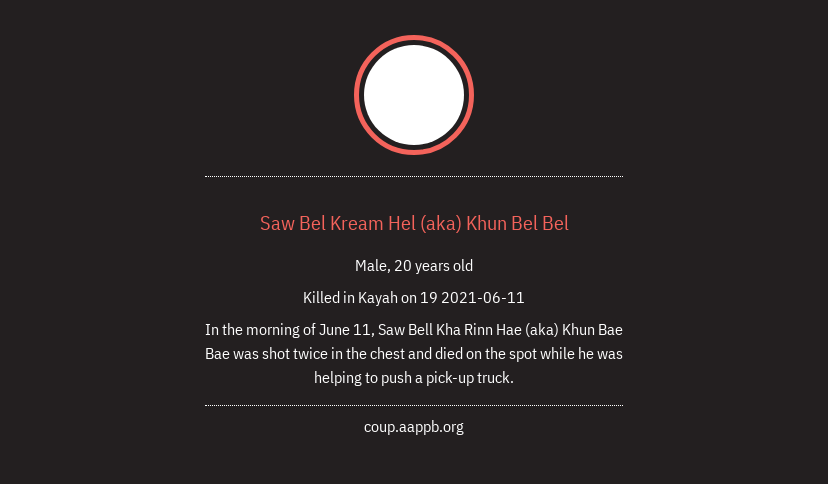 Saw Bel Kream Hel (aka) Khun Bel Bel
Male, 20 years old
Killed in Kayah on 19 2021-06-11
In the morning of June 11, Saw Bell Kha Rinn Hae (aka) Khun Bae
Bae was shot twice in the chest and died on the spot while he was
helping to push a pick-up truck.
coup.aappb.org